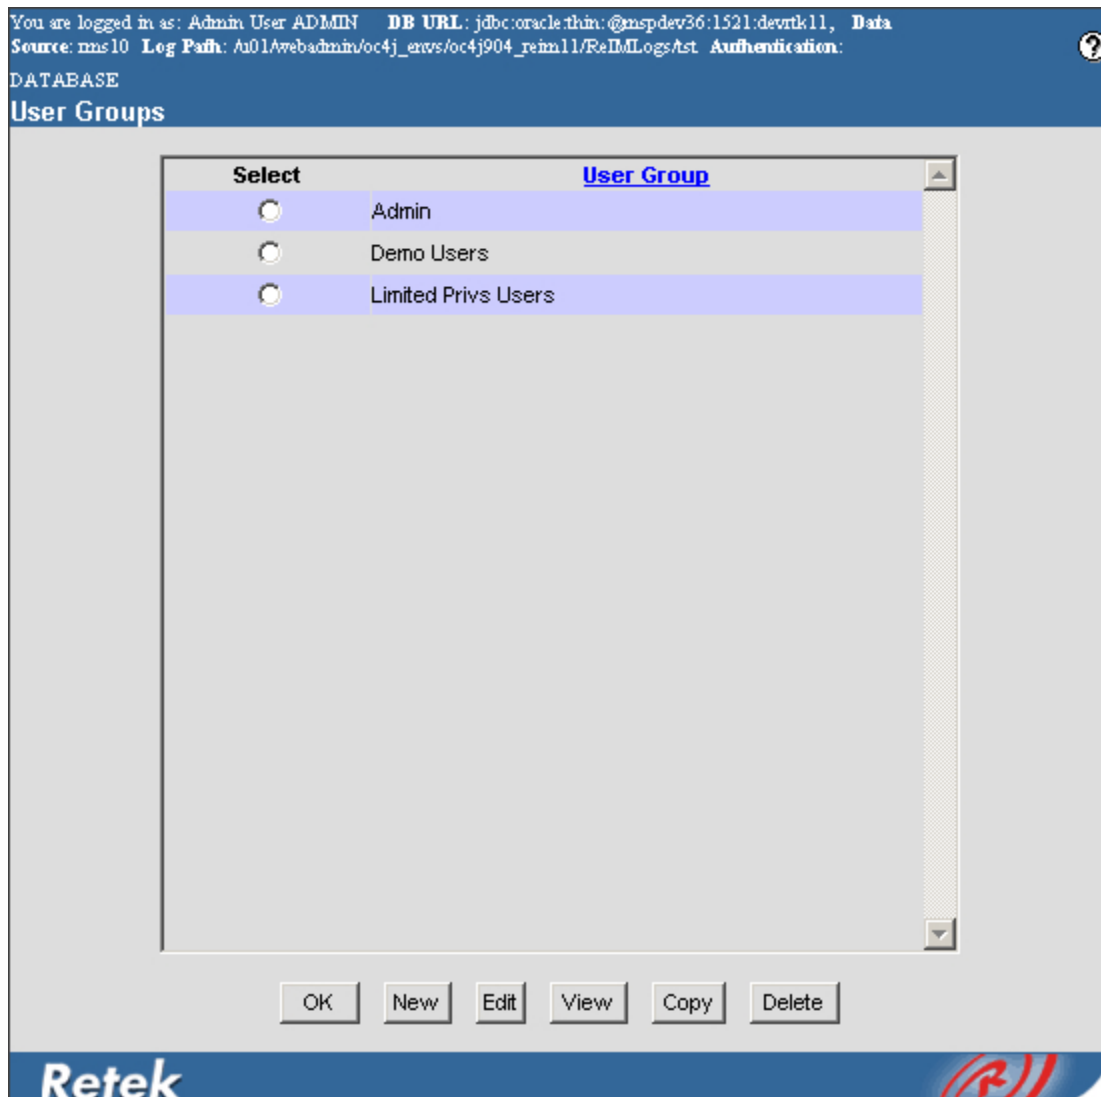 You are logged in as: Admin User ADMIN DB URL: jdbc:oracle:thin:@mspdev36:1521:devrtk11, Data
Source: rms10 Log Path: /u01/webadmin/oc4j_envs/oc4j904_reim11/ReIMLogs/tst Authentication:
DATABASE
User Groups
Select User Group
Admin
Demo Users
Limited Privs Users
OK New Edit View Copy Delete
Retek